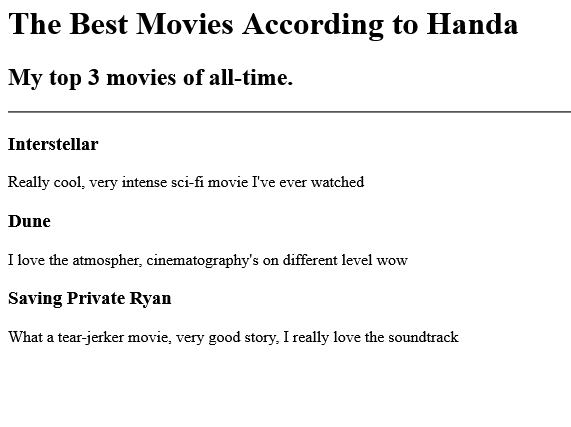 The Best Movies According to Handa
My top 3 movies of all-time.
Interstellar
Really cool, very intense sci-fi movie I've ever watched
Dune
I love the atmospher, cinematography's on different level wow
Saving Private Ryan
What a tear-jerker movie, very good story, I really love the soundtrack